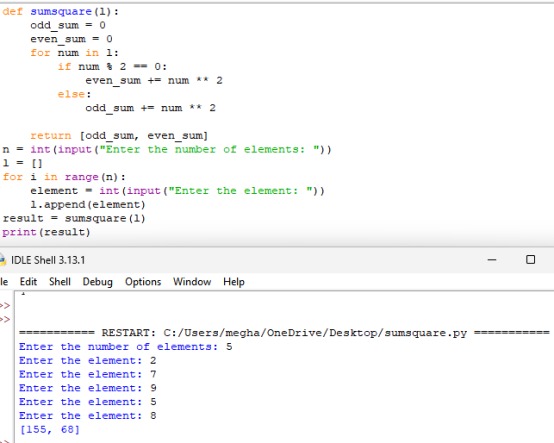 def sumsquare(l):
    odd_sum = 0
    even_sum = 0
    for num in l:
        if num % 2 == 0:
            even_sum += num ** 2
        else:
            odd_sum += num ** 2
    return [odd_sum, even_sum]
n = int(input("Enter the number of elements: "))
l = []
for i in range(n):
    element = int(input("Enter the element: "))
    l.append(element)
result = sumsquare(l)
print(result)
IDLE Shell 3.13.1
le Edit Shell Debug Options Window Help
>>
>>
=========== RESTART: C:/Users/megha/OneDrive/Desktop/sumsquare.py ===========
Enter the number of elements: 5
Enter the element: 2
Enter the element: 7
Enter the element: 9
Enter the element: 5
Enter the element: 8
[155, 68]
>>